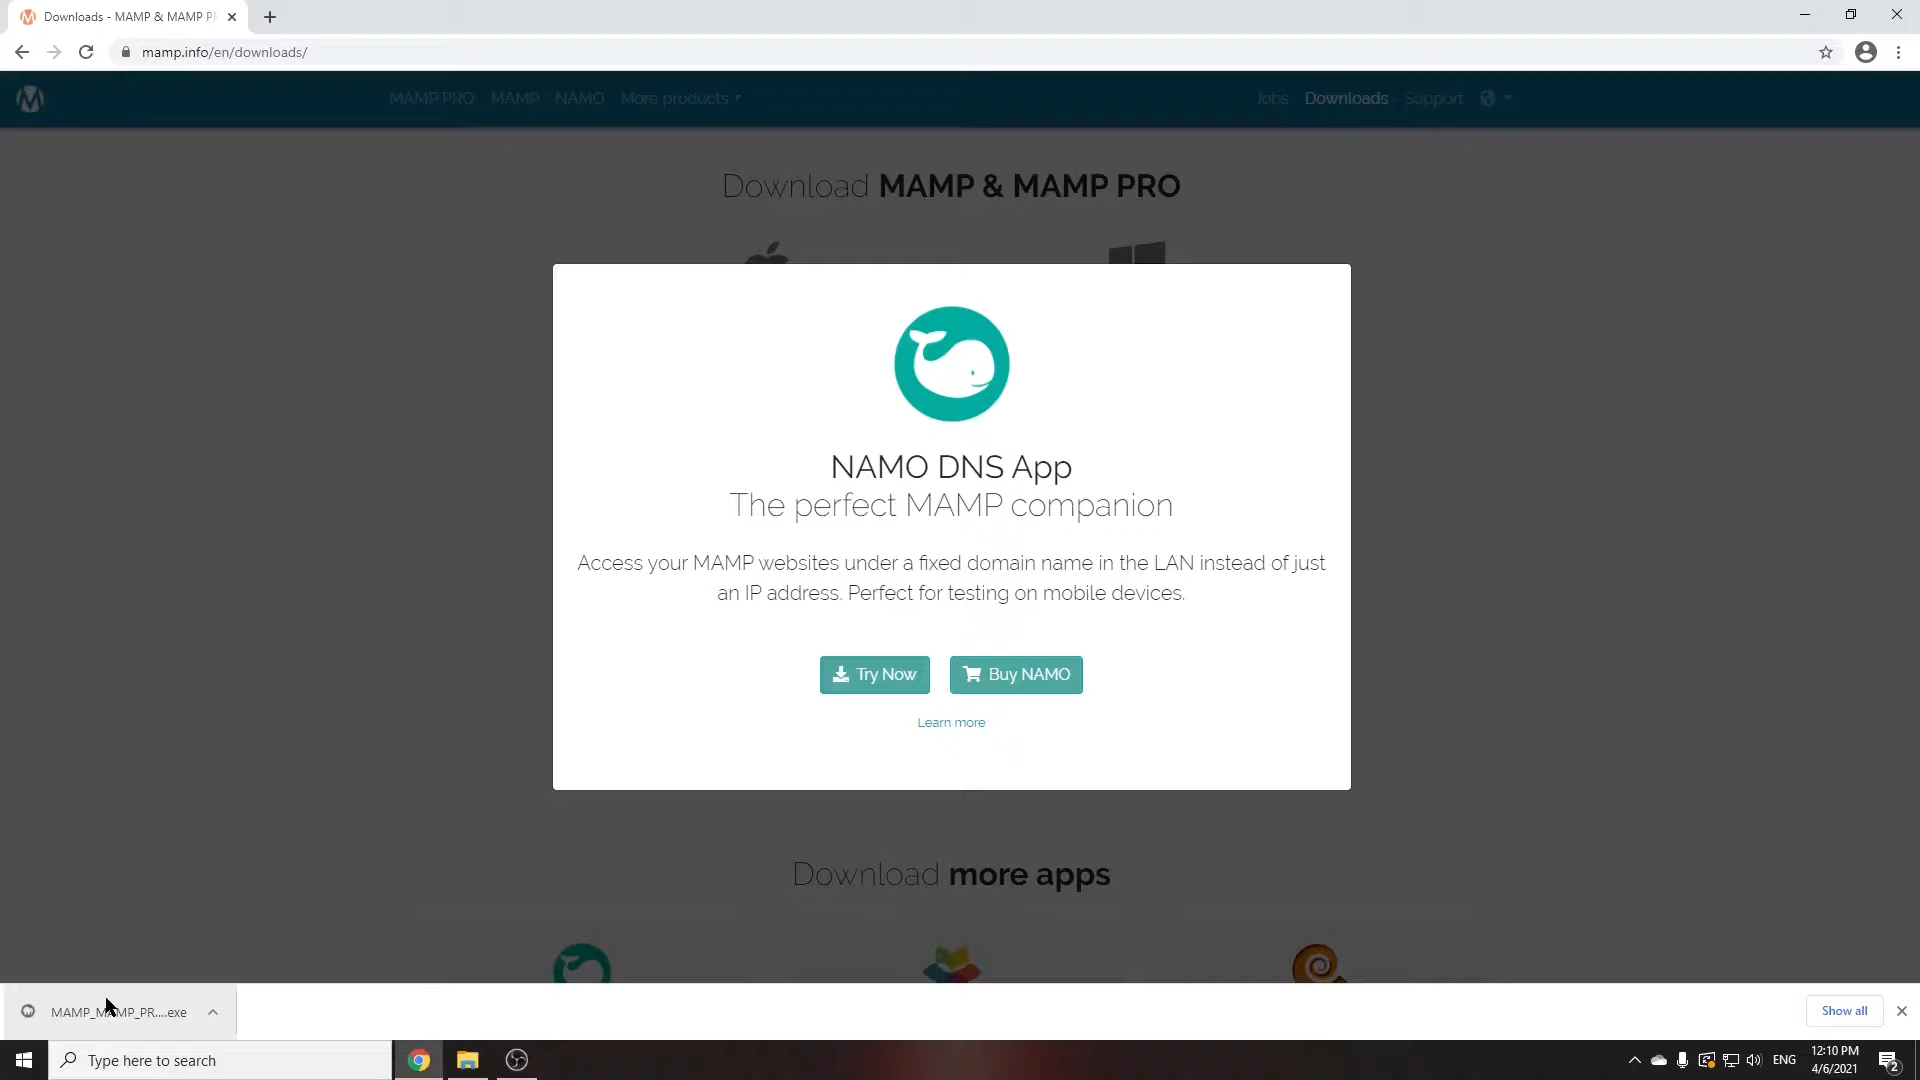 Downloads - MAMP & MAMP PR
mamp.info/en/downloads/
MAMP PRO MAMP NAMO More products Jobs Downloads Support
Download MAMP & MAMP PRO
NAMO DNS App
The perfect MAMP companion
Access your MAMP websites under a fixed domain name in the LAN instead of just
an IP address. Perfect for testing on mobile devices.
Try Now Buy NAMO
Learn more
Download more apps
MAMP_MAMP_PR....exe Show all
Type here to search ENG 12:10 PM
4/6/2021
2